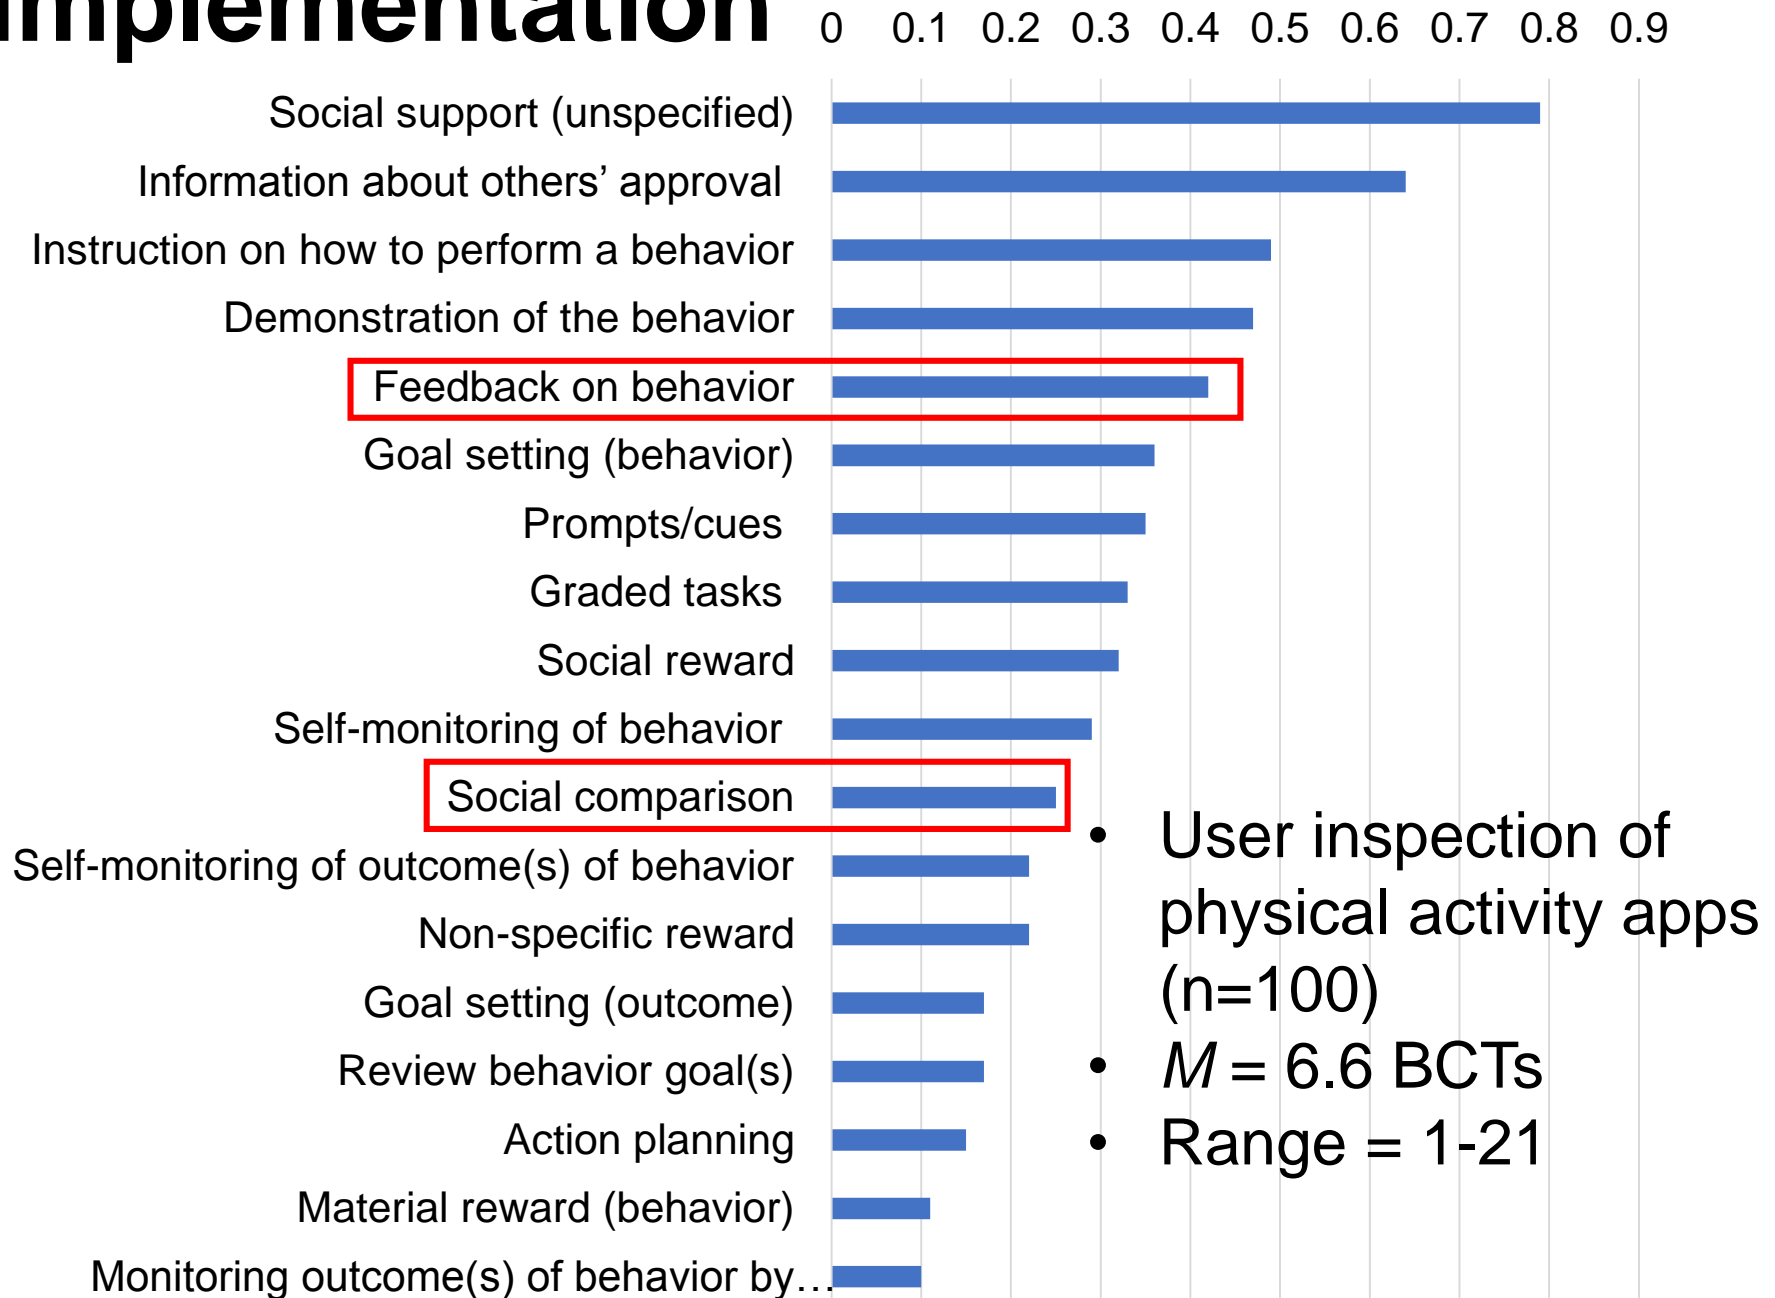 Implementation
0 0.1 0.2 0.3 0.4 0.5 0.6 0.7 0.8 0.9
Social support (unspecified)
Information about others’ approval
Instruction on how to perform a behavior
Demonstration of the behavior
Feedback on behavior
Goal setting (behavior)
Prompts/cues
Graded tasks
Social reward
Self-monitoring of behavior
Social comparison
Self-monitoring of outcome(s) of behavior
Non-specific reward
Goal setting (outcome)
Review behavior goal(s)
Action planning
Material reward (behavior)
Monitoring outcome(s) of behavior by…
• User inspection of
physical activity apps
(n=100)
• M = 6.6 BCTs
• Range = 1-21